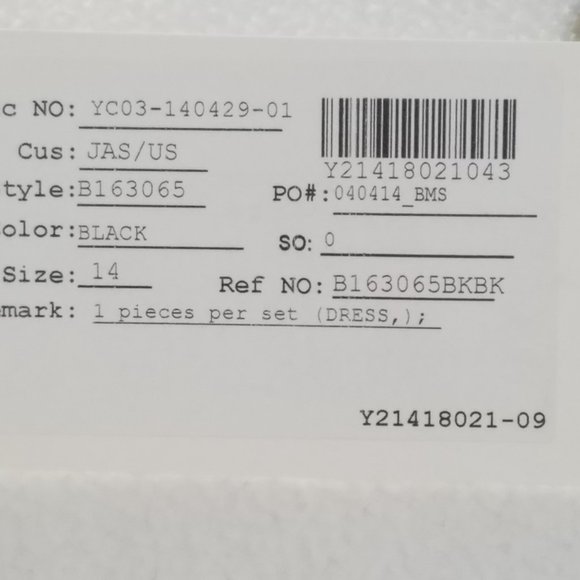 c NO: YC03-140429-01
Cus: JAS/US
Y21418021043
tyle: B163065
PO#: 040414_BMS
olor: BLACK
SO: 0
Size: 14
Ref NO: B163065BKBK
mark: 1 pieces per set (DRESS,);
Y21418021-09